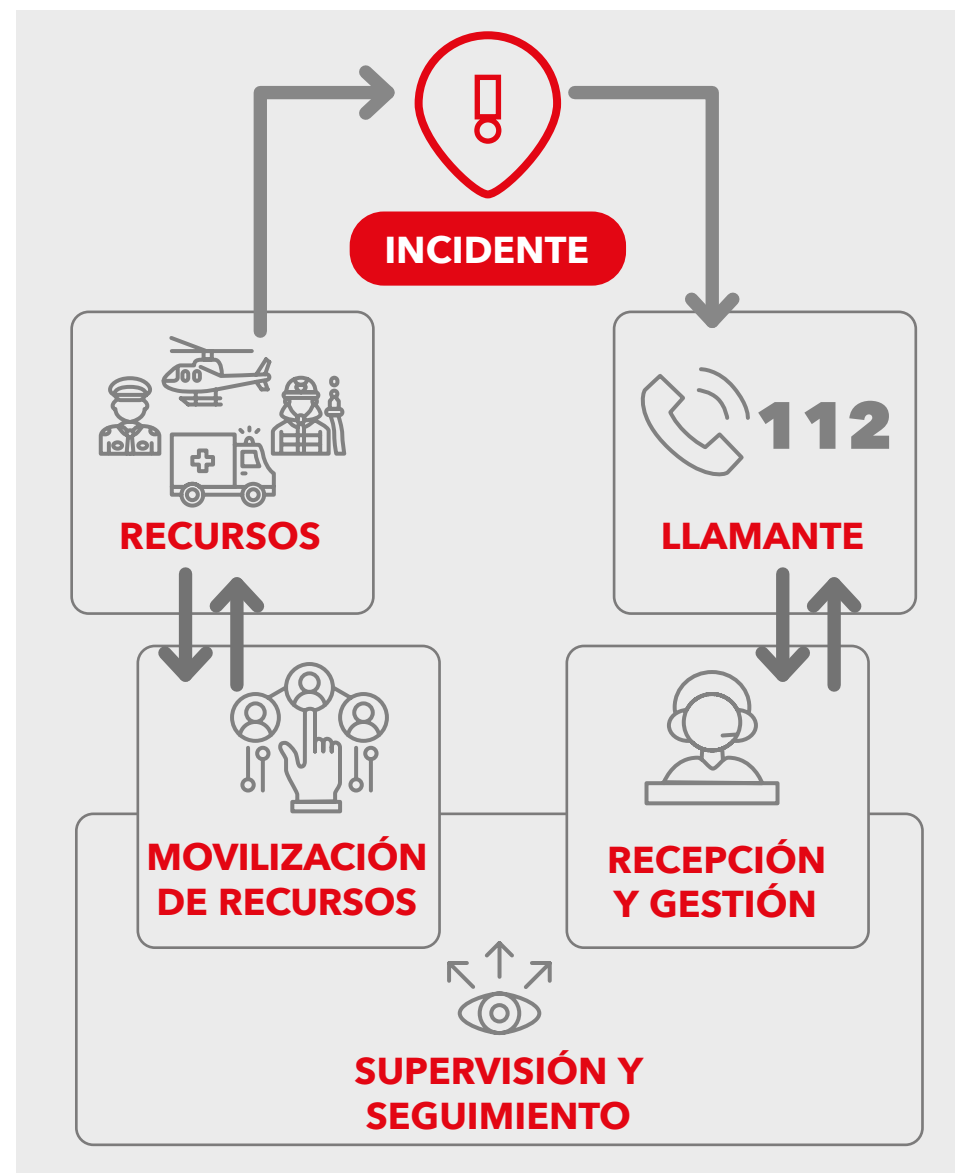 INCIDENTE
112
RECURSOS
LLAMANTE
MOVILIZACIÓN
DE RECURSOS
RECEPCIÓN
Y GESTIÓN
SUPERVISIÓN Y
SEGUIMIENTO